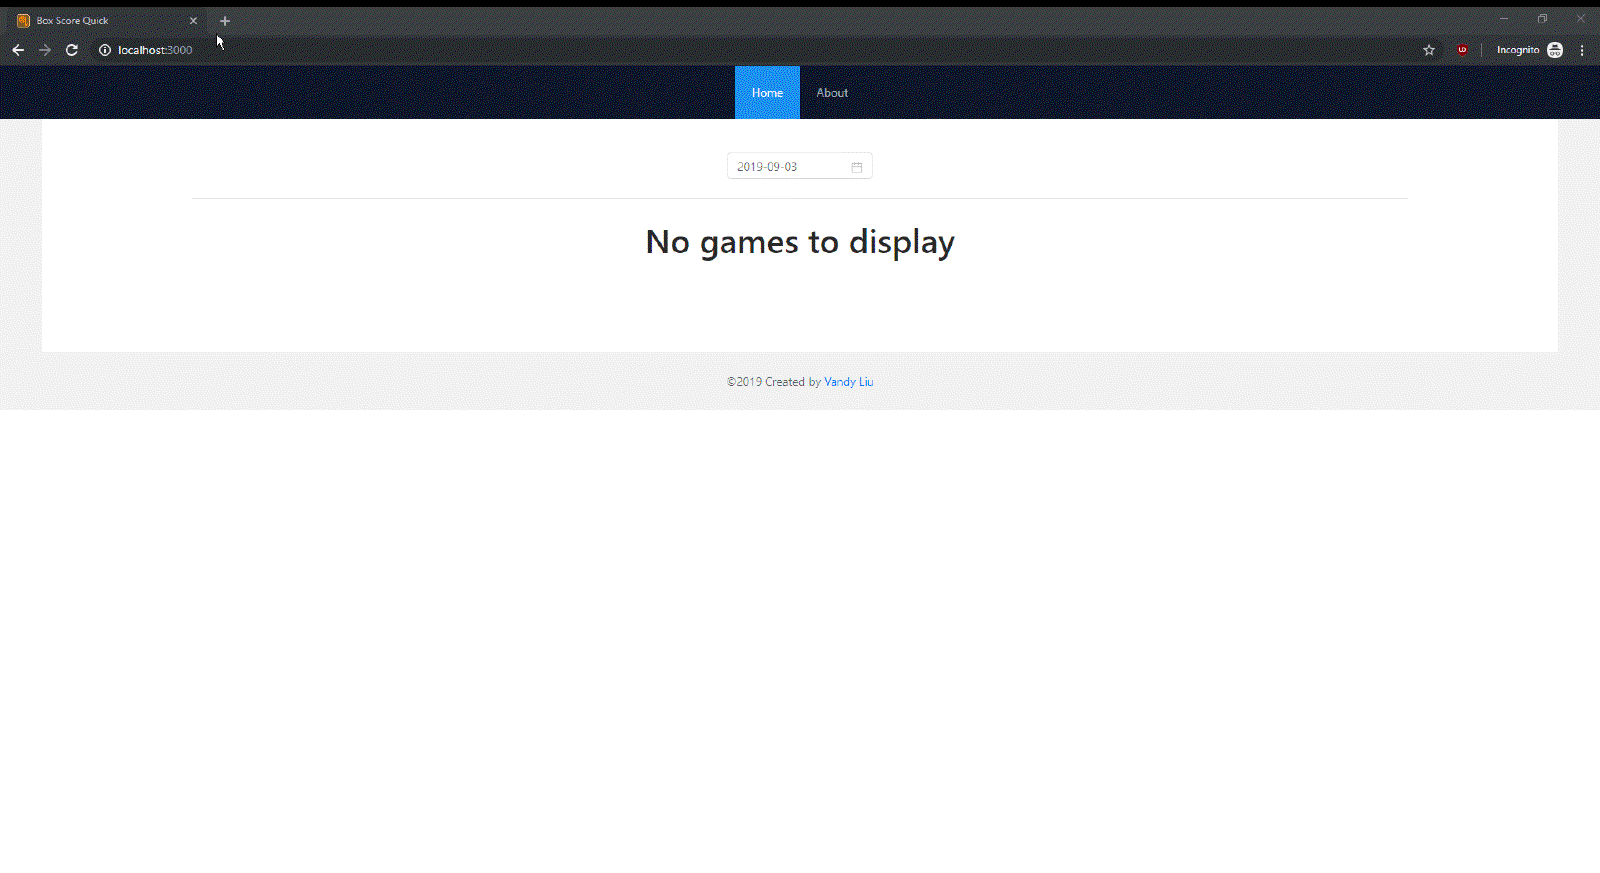 Box Score Quick
localhost:3000
Incognito
Home About
2019-09-03
No games to display
©2019 Created by Vandy Liu